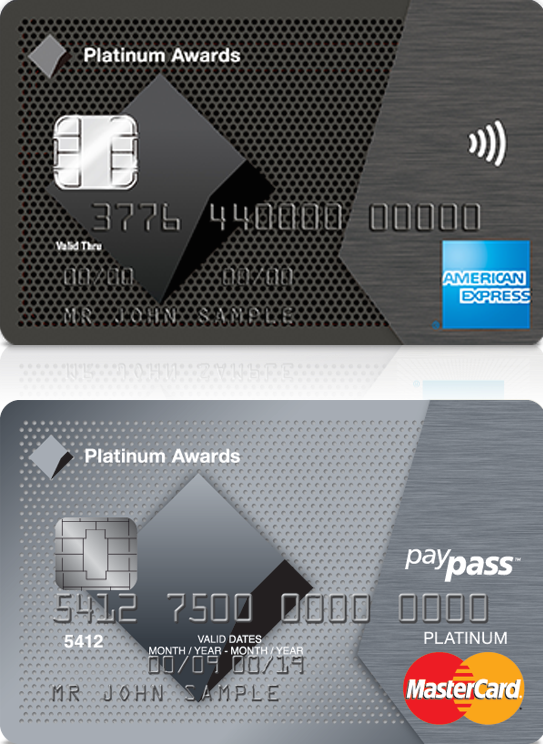 Platinum Awards
3776 440000 00000
Valid Thru
00/00 00/00
MR JOHN SAMPLE
AMERICAN
EXPRESS
Platinum Awards
paypass™
5412 7500 0000 0000
5412
VALID DATES
MONTH / YEAR - MONTH / YEAR
PLATINUM
00/09 00/19
MR JOHN SAMPLE
MasterCard